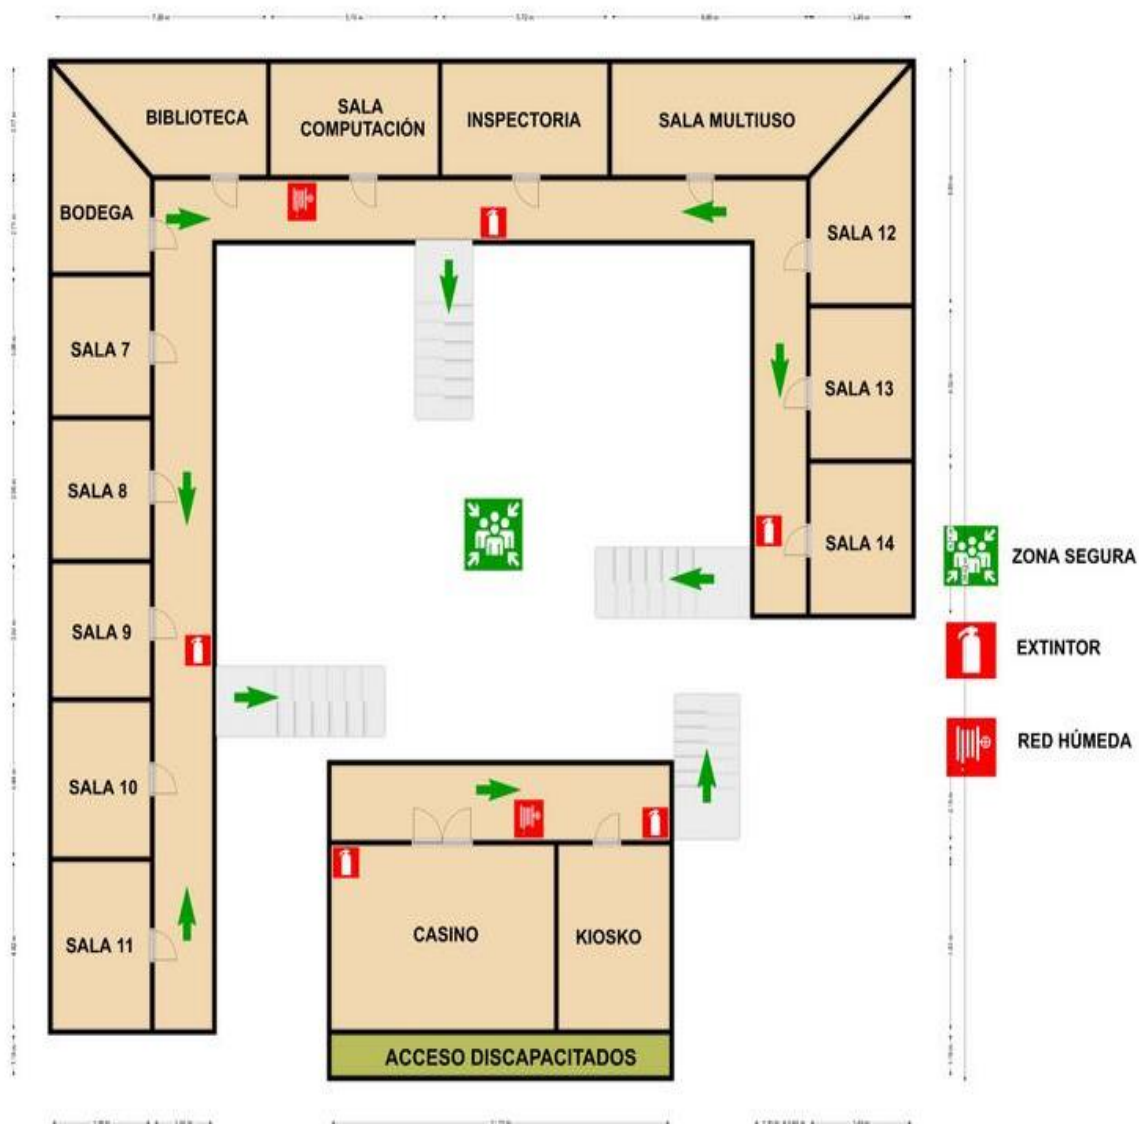 BIBLIOTECA
SALA
COMPUTACIÓN
INSPECTORIA
SALA MULTIUSO
BODEGA
SALA 12
SALA 7
SALA 13
SALA 8
SALA 14
ZONA SEGURA
SALA 9
EXTINTOR
RED HÚMEDA
SALA 10
CASINO
KIOSKO
SALA 11
ACCESO DISCAPACITADOS